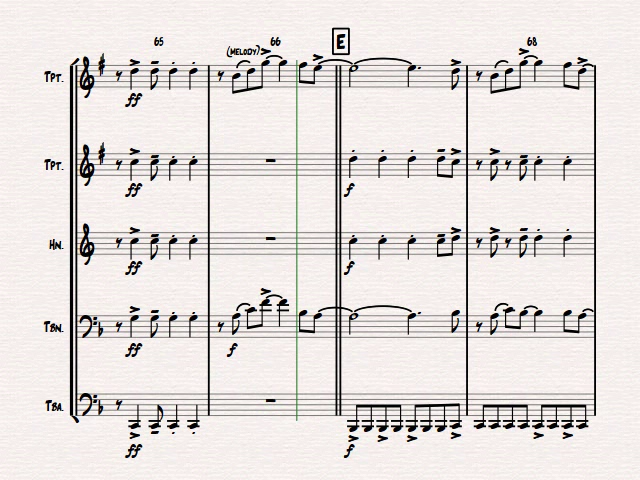 65
66
E
68
(MELODY)
TPT.
ff
TPT.
ff
f
HN.
ff
f
TBN.
ff
f
TBA.
ff
f